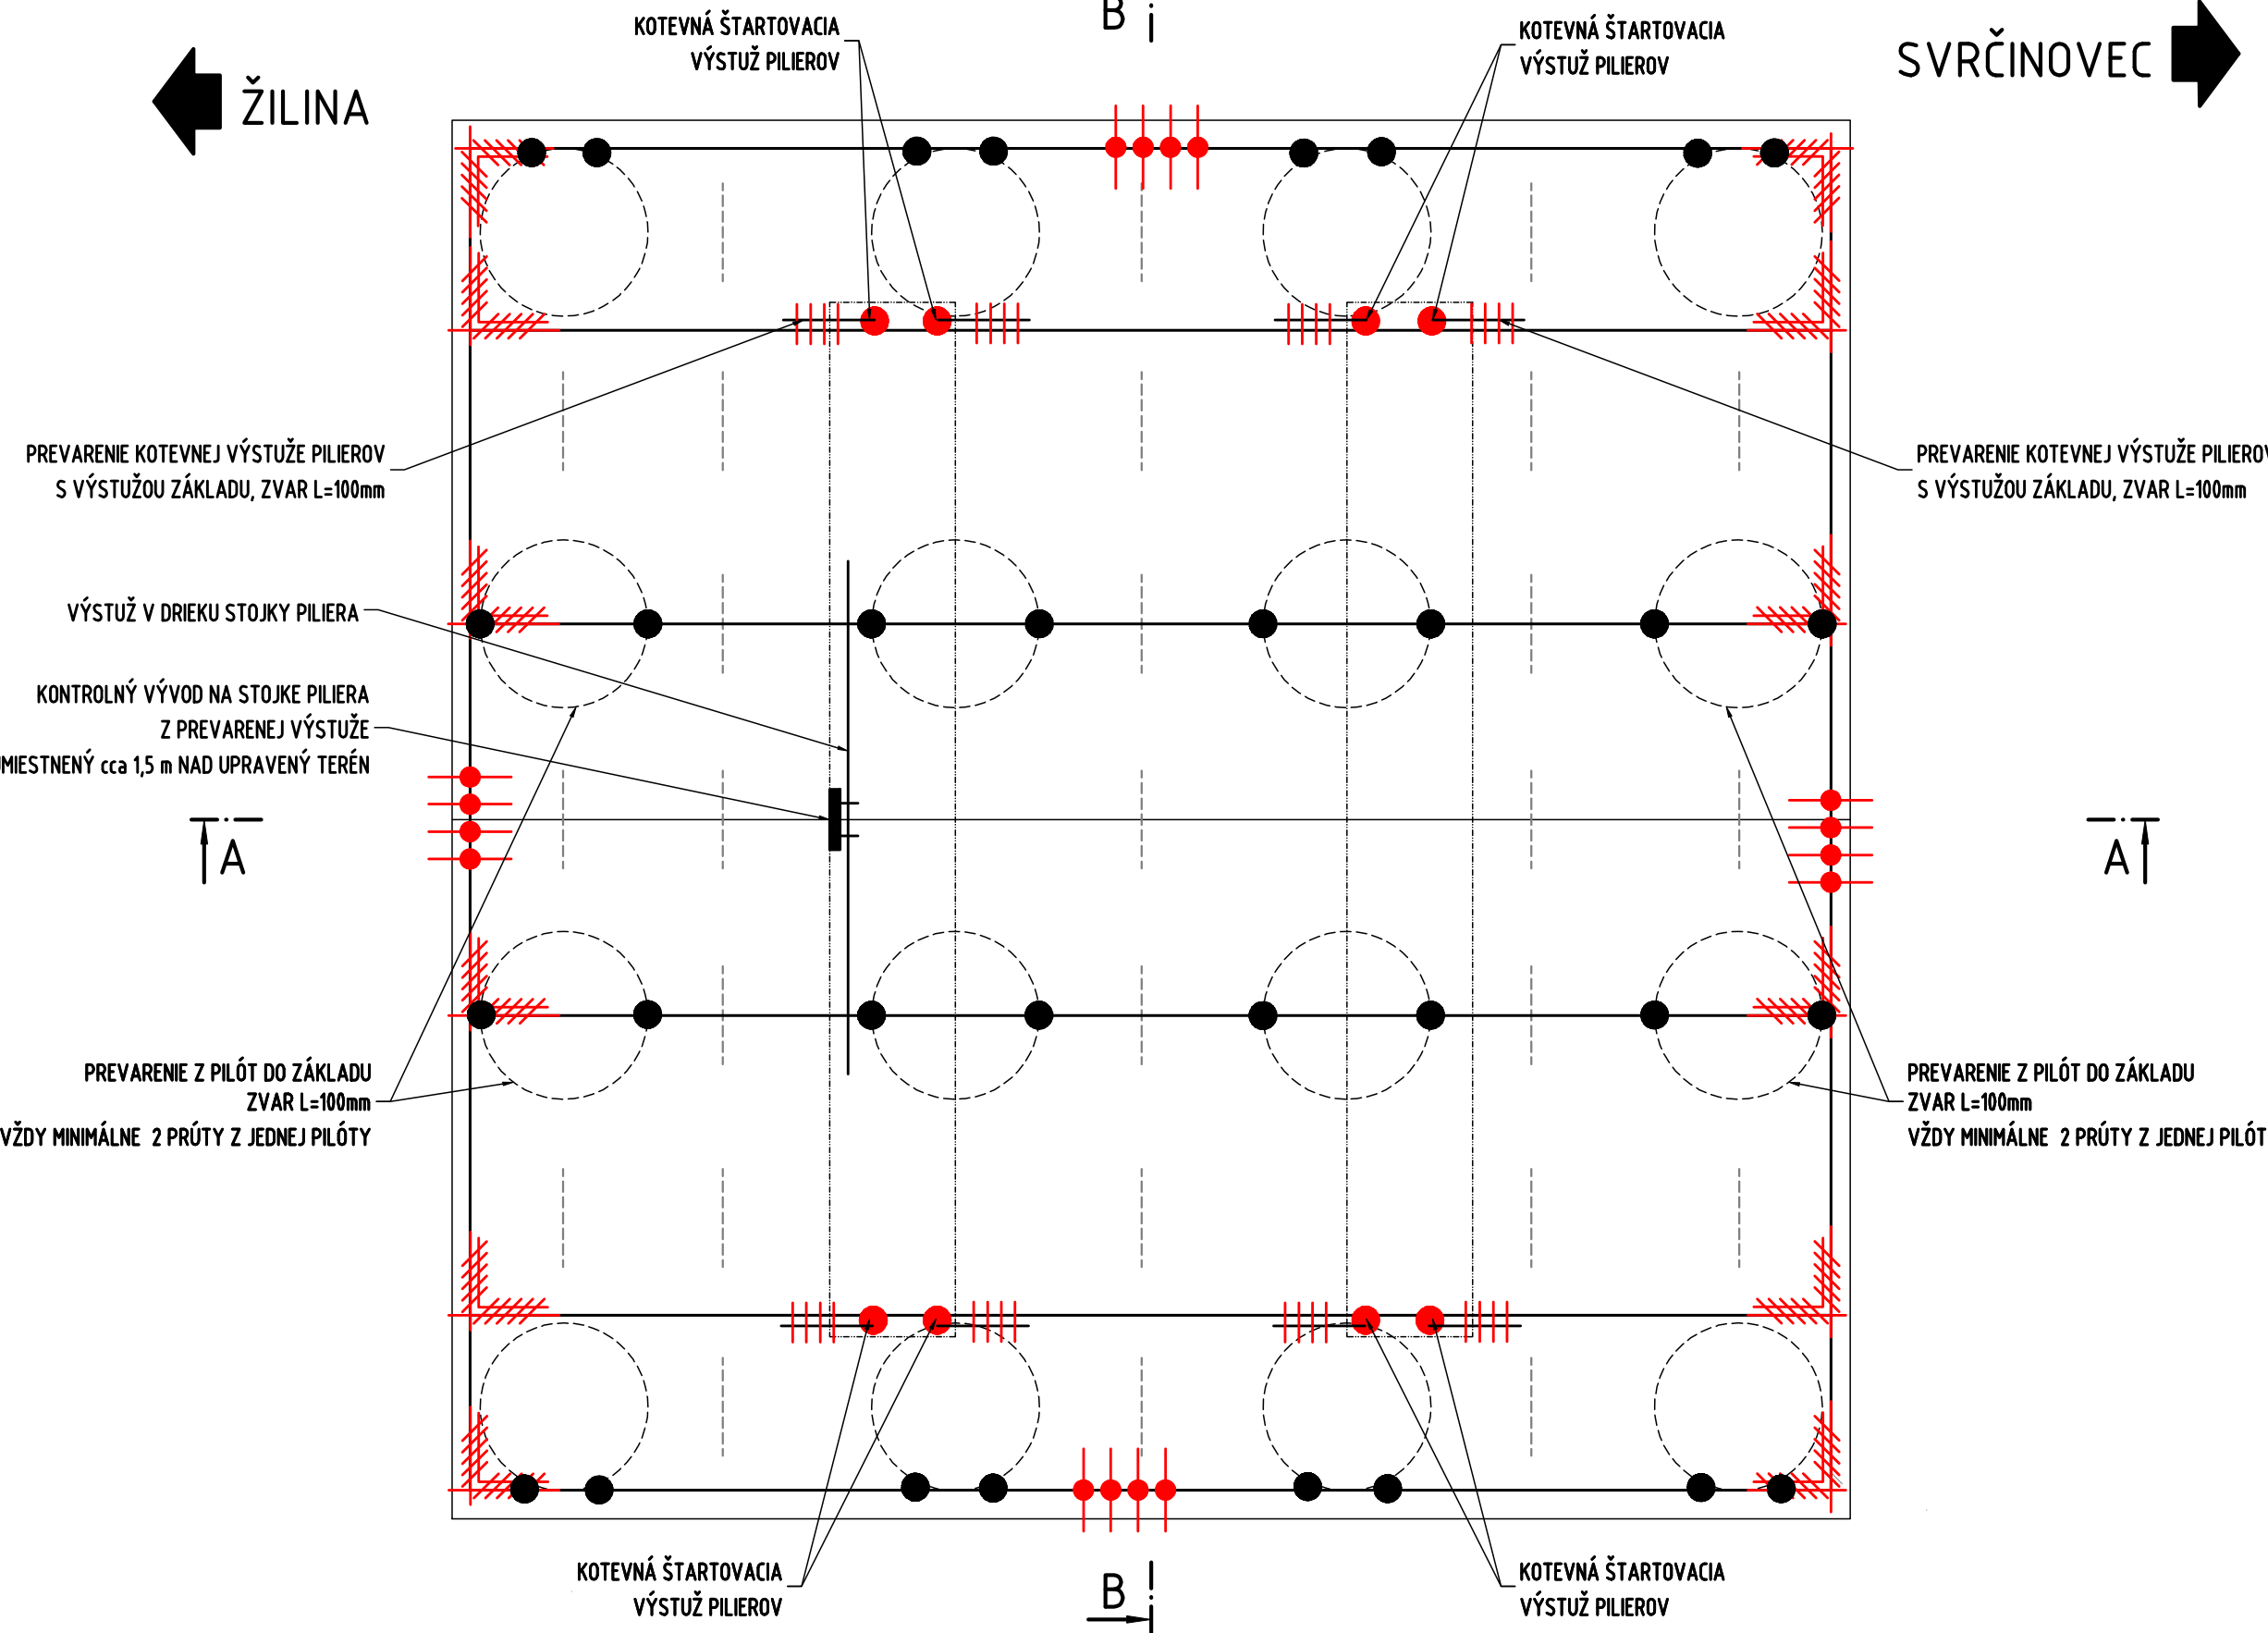 B
KOTEVNÁ ŠTARTOVACIA
VÝSTUŽ PILIEROV
KOTEVNÁ ŠTARTOVACIA
VÝSTUŽ PILIEROV
SVRČINOVEC
ŽILINA
PREVARENIE KOTEVNEJ VÝSTUŽE PILIEROV
S VÝSTUŽOU ZÁKLADU, ZVAR L=100mm
PREVARENIE KOTEVNEJ VÝSTUŽE PILIEROV
S VÝSTUŽOU ZÁKLADU, ZVAR L=100mm
VÝSTUŽ V DRIEKU STOJKY PILIERA
KONTROLNÝ VÝVOD NA STOJKE PILIERA
Z PREVARENEJ VÝSTUŽE
UMIESTNENÝ cca 1,5 m NAD UPRAVENÝ TERÉN
A
A
PREVARENIE Z PILÓT DO ZÁKLADU
ZVAR L=100mm
VŽDY MINIMÁLNE 2 PRÚTY Z JEDNEJ PILÓTY
PREVARENIE Z PILÓT DO ZÁKLADU
ZVAR L=100mm
VŽDY MINIMÁLNE 2 PRÚTY Z JEDNEJ PILÓT
KOTEVNÁ ŠTARTOVACIA
VÝSTUŽ PILIEROV
B
KOTEVNÁ ŠTARTOVACIA
VÝSTUŽ PILIEROV